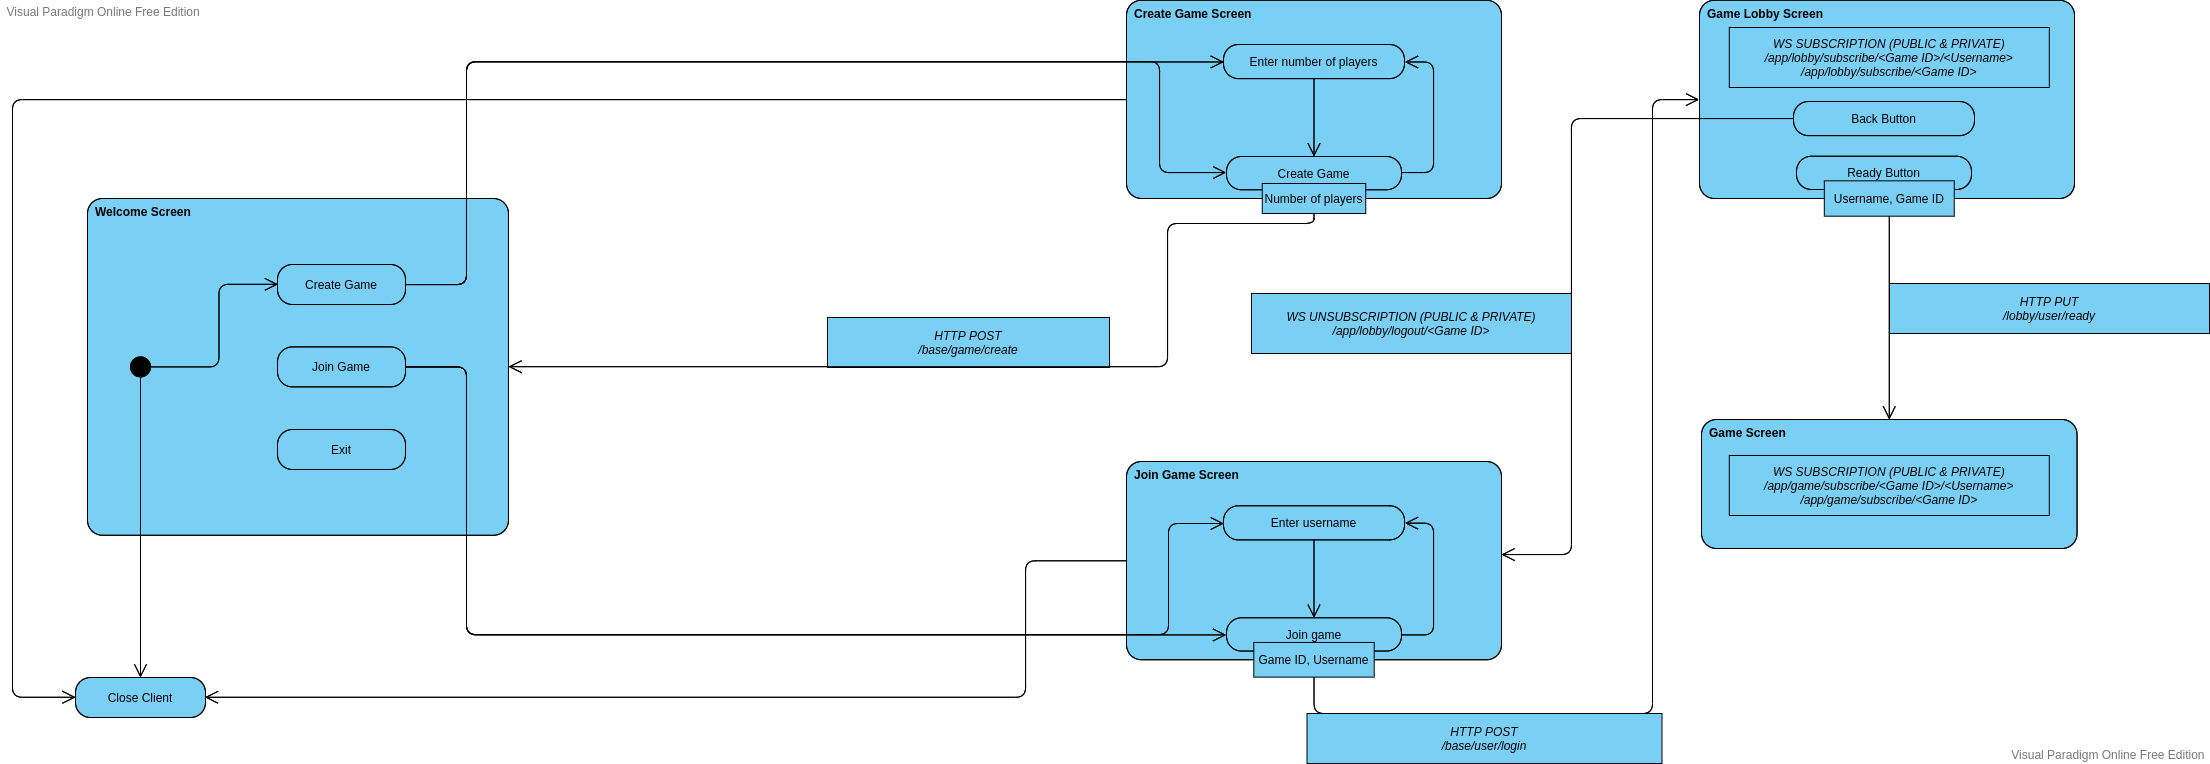 Visual Paradigm Online Free Edition
Create Game Screen
Enter number of players
Create Game
Number of players
Game Lobby Screen
WS SUBSCRIPTION (PUBLIC & PRIVATE)
/app/lobby/subscribe/<Game ID>/<Username>
/app/lobby/subscribe/<Game ID>
Back Button
Ready Button
Username, Game ID
Welcome Screen
Create Game
Join Game
Exit
HTTP POST
/base/game/create
WS UNSUBSCRIPTION (PUBLIC & PRIVATE)
/app/lobby/logout/<Game ID>
HTTP PUT
/lobby/user/ready
Join Game Screen
Enter username
Join game
Game ID, Username
Game Screen
WS SUBSCRIPTION (PUBLIC & PRIVATE)
/app/game/subscribe/<Game ID>/<Username>
/app/game/subscribe/<Game ID>
Close Client
HTTP POST
/base/user/login
Visual Paradigm Online Free Edition